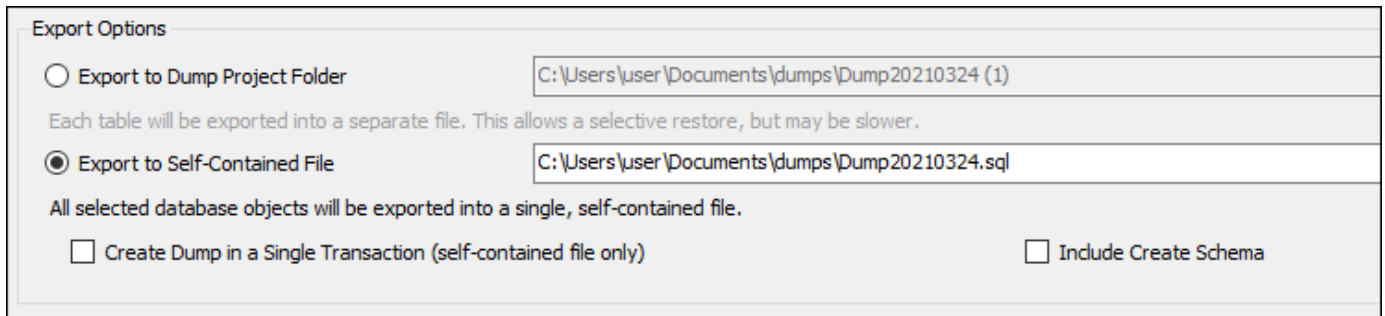 Export Options
Export to Dump Project Folder C:\Users\user\Documents\dumps\Dump20210324 (1)
Each table will be exported into a separate file. This allows a selective restore, but may be slower.
Export to Self-Contained File C:\Users\user\Documents\dumps\Dump20210324.sql
All selected database objects will be exported into a single, self-contained file.
Create Dump in a Single Transaction (self-contained file only) Include Create Schema